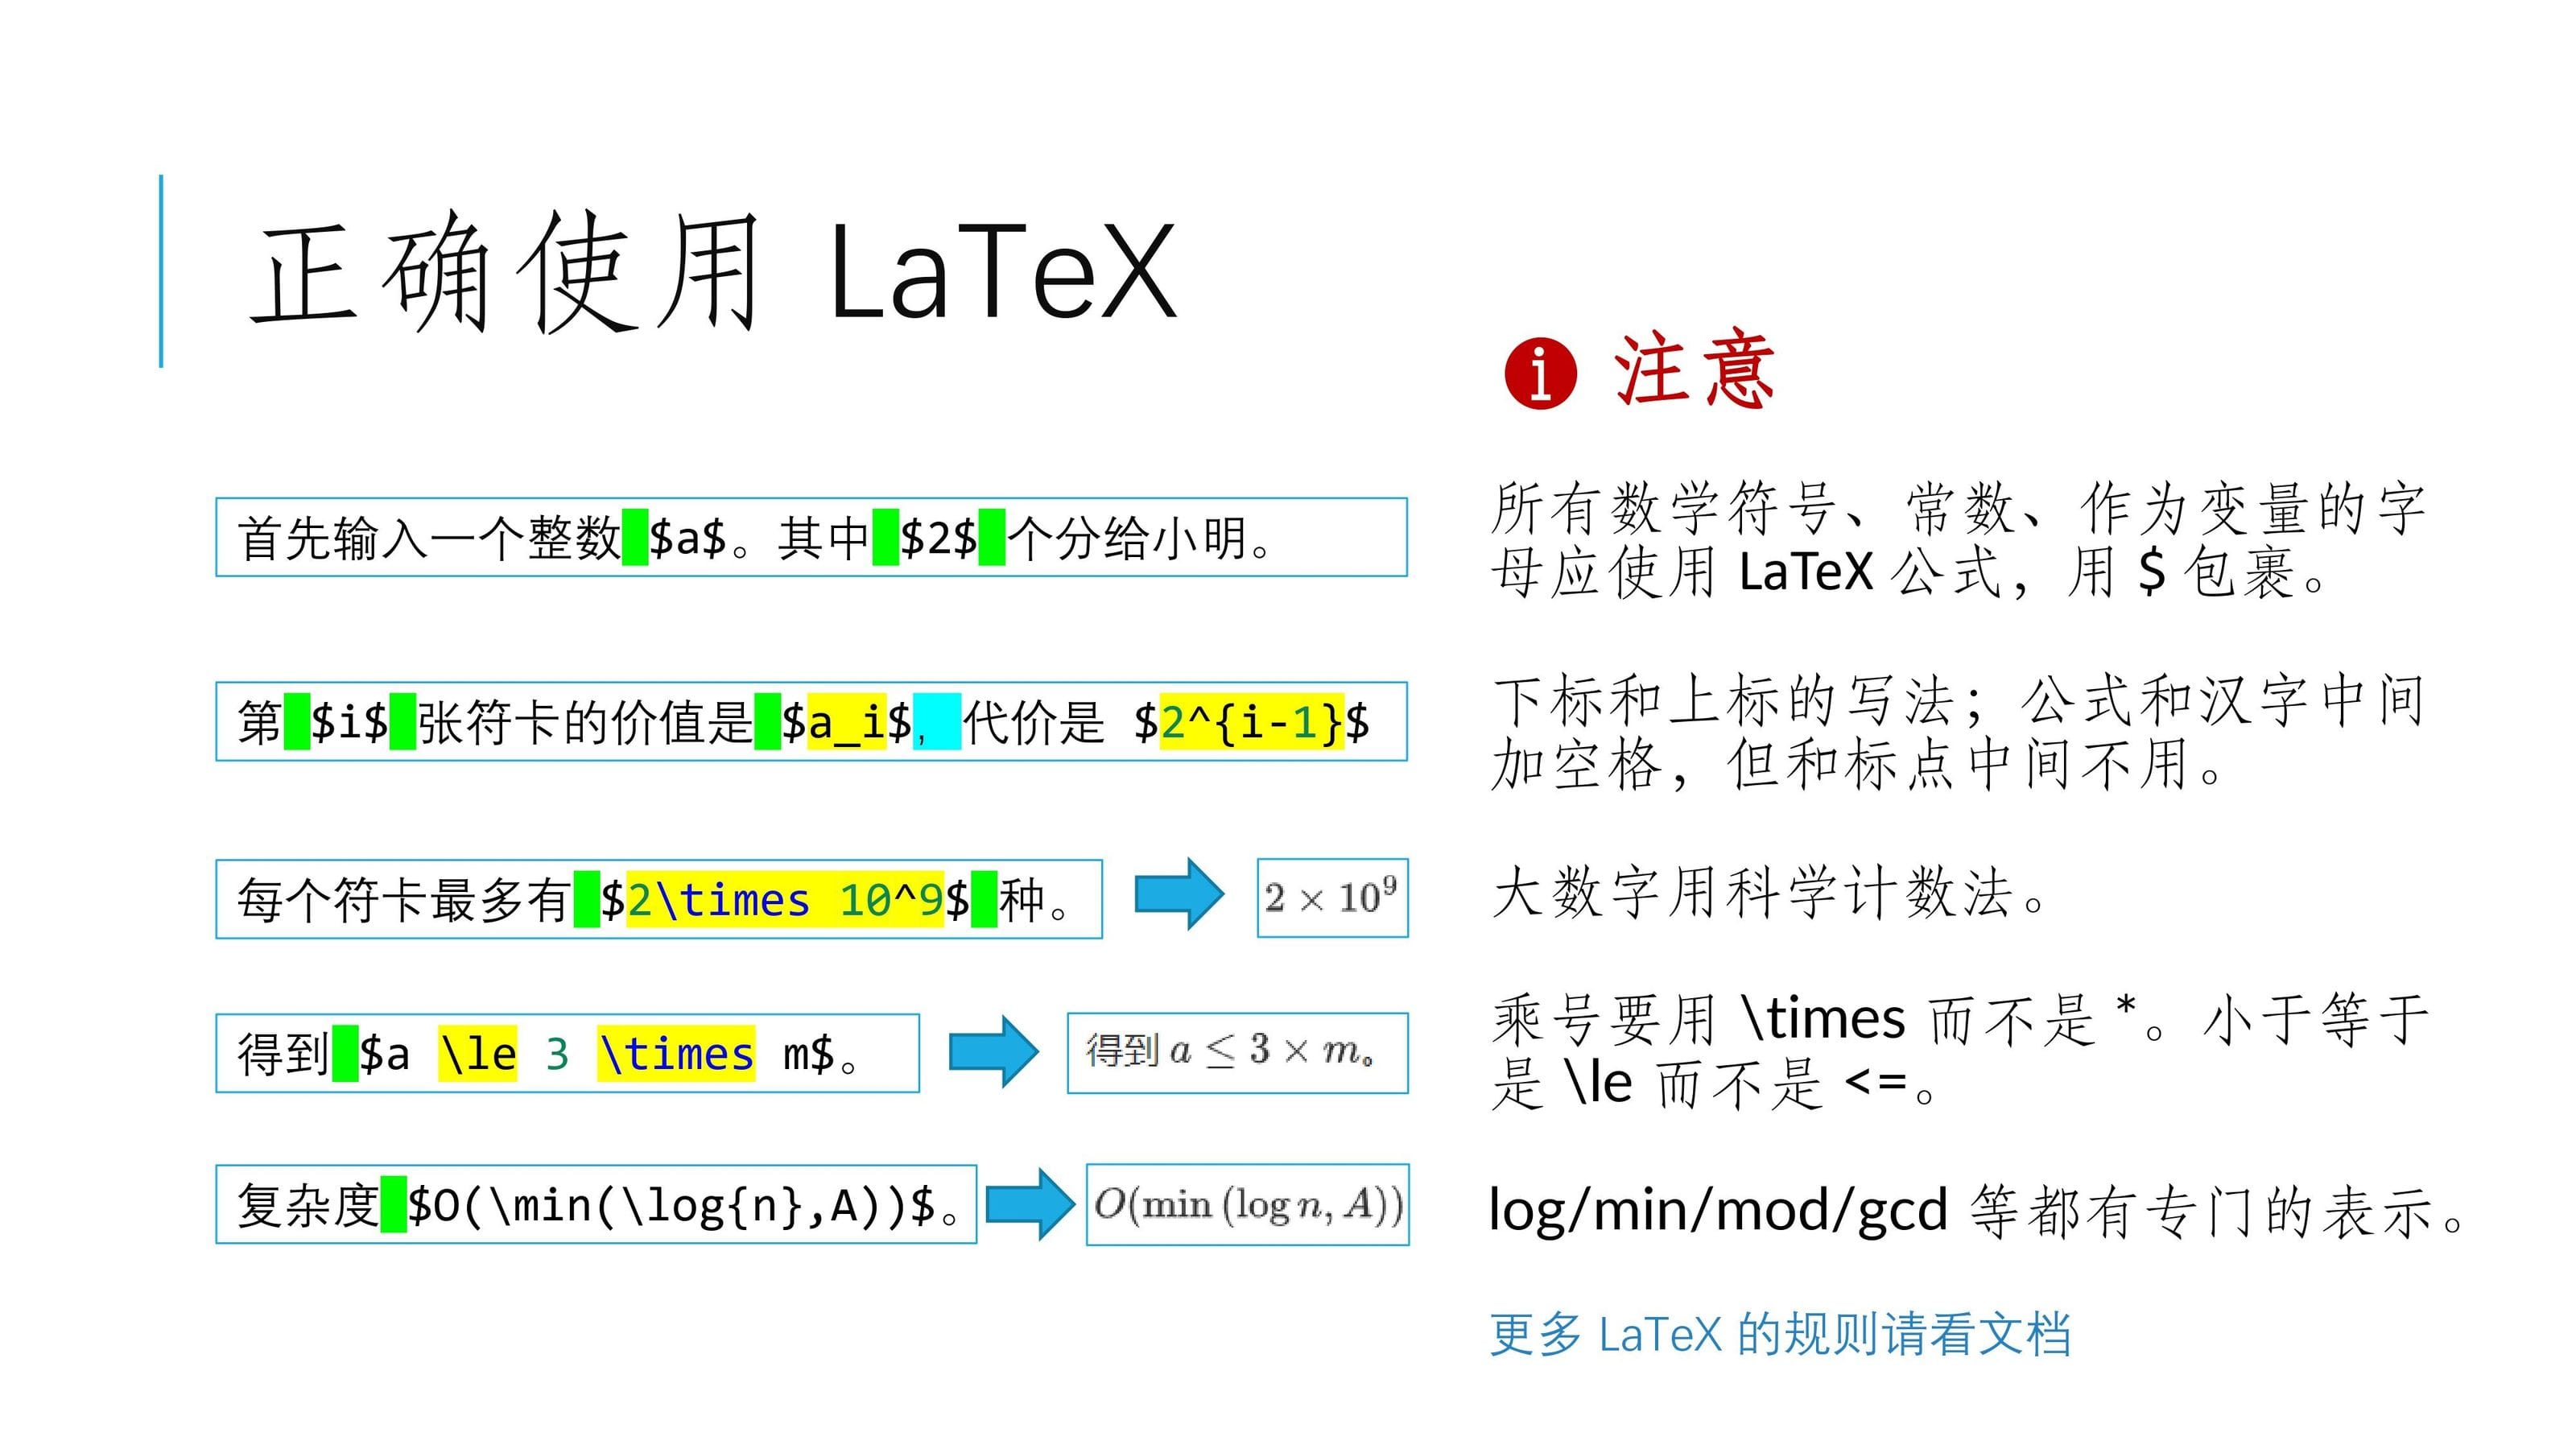 正确使用 LaTeX
注意
首先输入一个整数 $a$。其中 $2$ 个分给小明。
所有数学符号、常数、作为变量的字
母应使用 LaTeX 公式，用 $ 包裹。
第 $i$ 张符卡的价值是 $a_i$，代价是 $2^{i-1}$
下标和上标的写法；公式和汉字中间
加空格，但和标点中间不用。
每个符卡最多有 $2\times 10^9$ 种。
2 × 10⁹
大数字用科学计数法。
得到 $a \le 3 \times m$。
得到 a ≤ 3 × m。
乘号要用 \times 而不是 *。小于等于
是 \le 而不是 <=。
复杂度 $O(\min(\log{n},A))$。
O(min (log n, A))
log/min/mod/gcd 等都有专门的表示。
更多 LaTeX 的规则请看文档